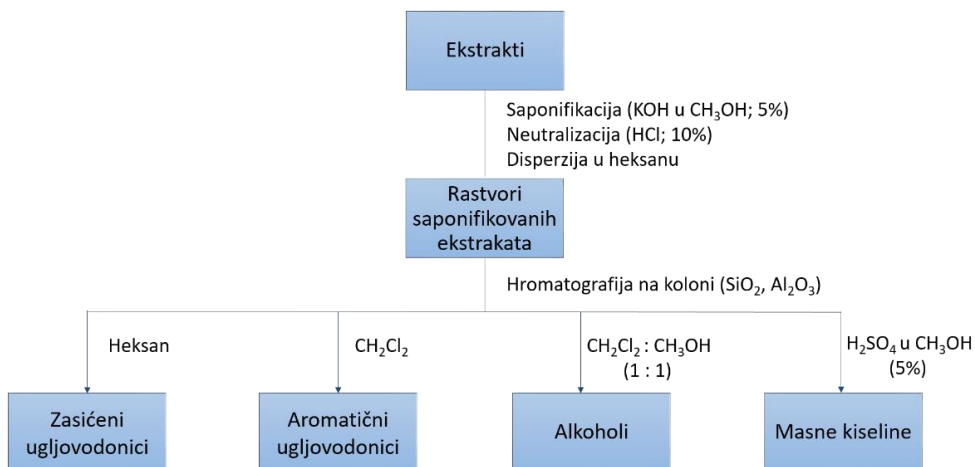 Ekstrakti
Saponifikacija (KOH u CH₃OH; 5%)
Neutralizacija (HCl; 10%)
Disperzija u heksanu
Rastvori
saponifikovanih
ekstrakata
Hromatografija na koloni (SiO₂, Al₂O₃)
Heksan
CH₂Cl₂
CH₂Cl₂ : CH₃OH
(1 : 1)
H₂SO₄ u CH₃OH
(5%)
Zasićeni
ugljovodonici
Aromatični
ugljovodonici
Alkoholi
Masne kiseline